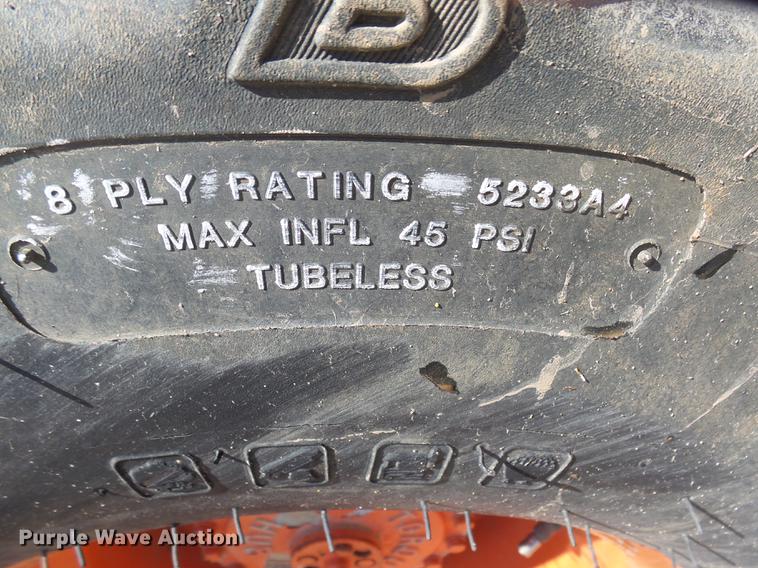 D
8 PLY RATING 5233A4
MAX INFL 45 PSI
TUBELESS
Purple Wave Auction